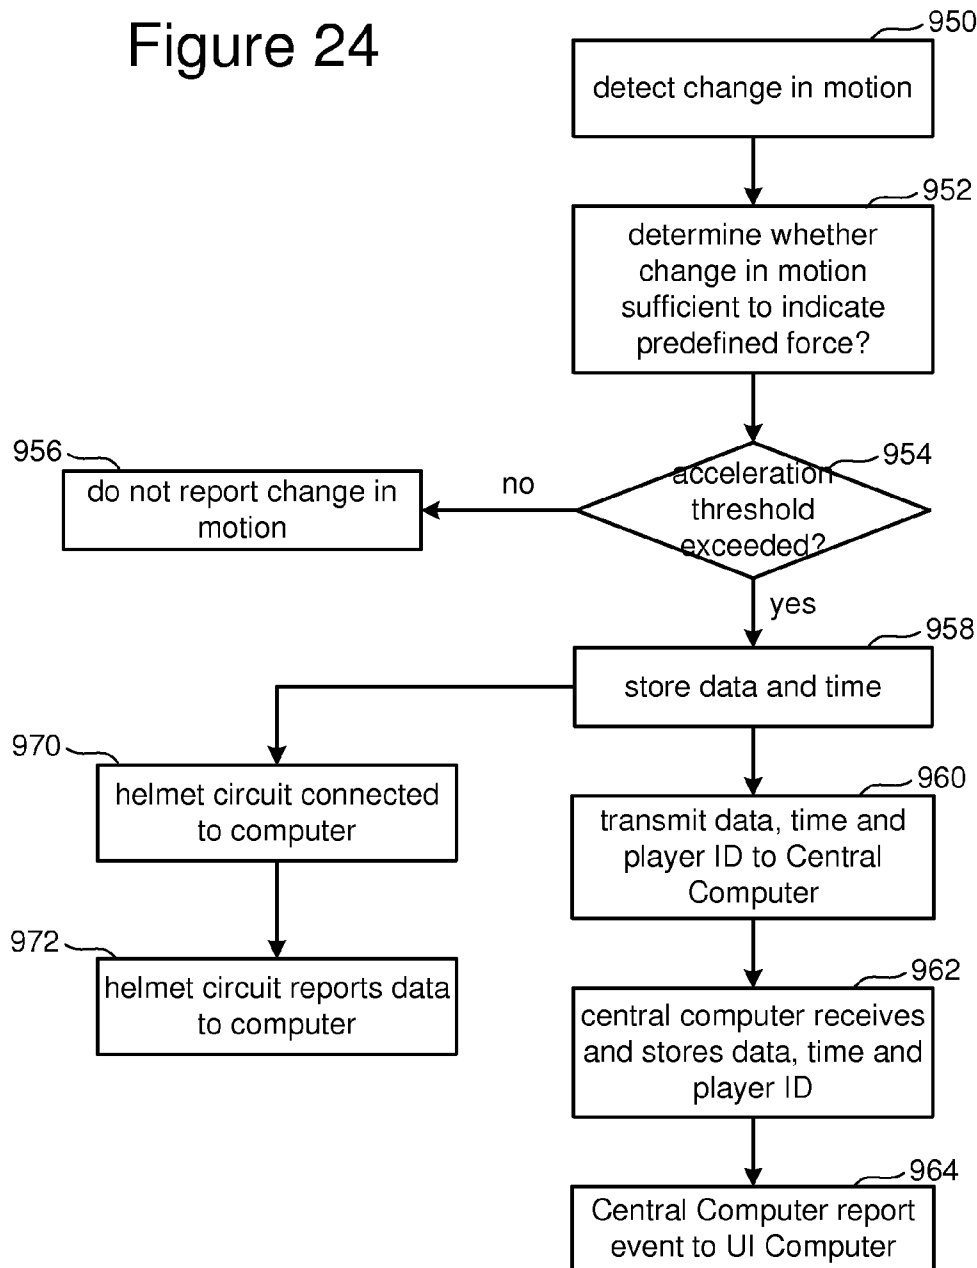 Figure 24
950
detect change in motion
952
determine whether
change in motion
sufficient to indicate
predefined force?
954
acceleration
threshold
exceeded?
no
956
do not report change in
motion
yes
958
store data and time
970
helmet circuit connected
to computer
972
helmet circuit reports data
to computer
960
transmit data, time and
player ID to Central
Computer
962
central computer receives
and stores data, time and
player ID
964
Central Computer report
event to UI Computer